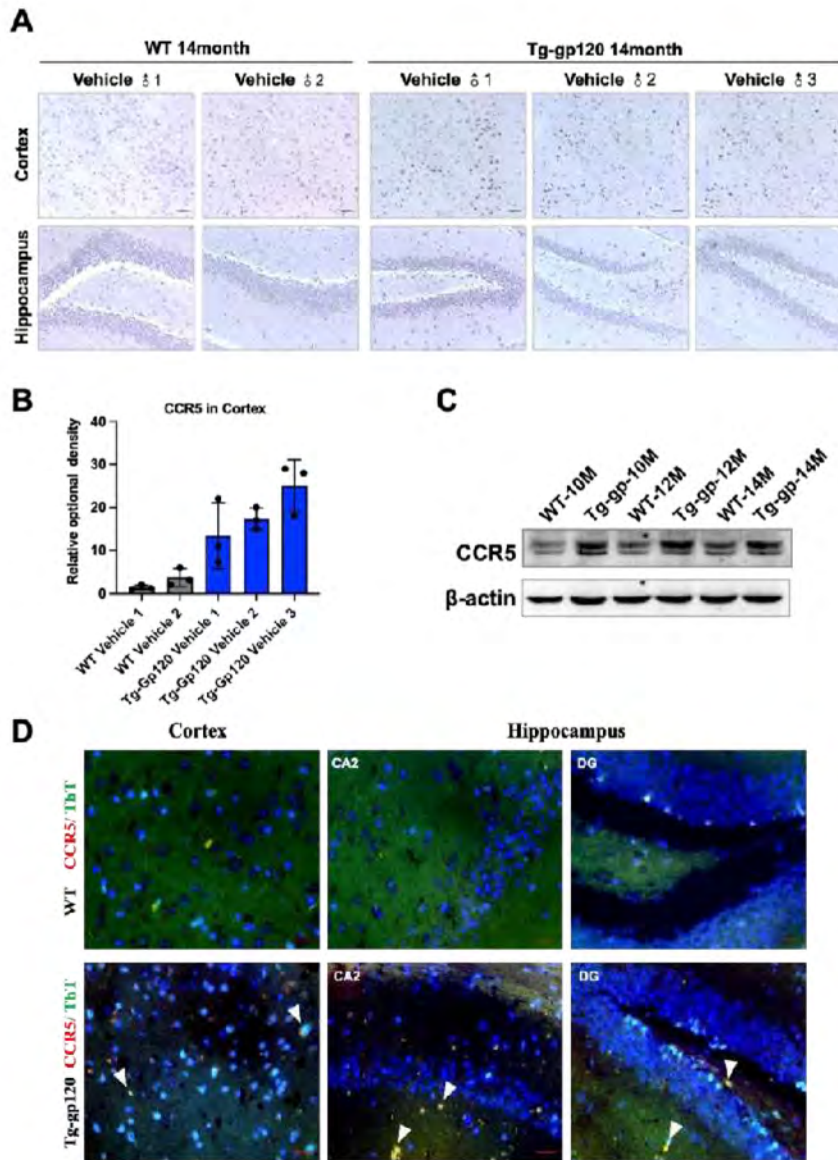 A
WT 14month
Tg-gp120 14month
Vehicle ♂1
Vehicle ♂2
Vehicle ♂1
Vehicle ♂2
Vehicle ♂3
Cortex
Hippocampus
B
CCR5 in Cortex
Relative optional density
40
30
20
10
0
WT Vehicle 1
WT Vehicle 2
Tg-Gp120 Vehicle 1
Tg-Gp120 Vehicle 2
Tg-Gp120 Vehicle 3
C
WT-10M
Tg-gp-10M
WT-12M
Tg-gp-12M
WT-14M
Tg-gp-14M
CCR5
β-actin
D
Cortex
Hippocampus
WT CCR5/ThT
CA2
DG
Tg-gp120 CCR5/ThT
CA2
DG